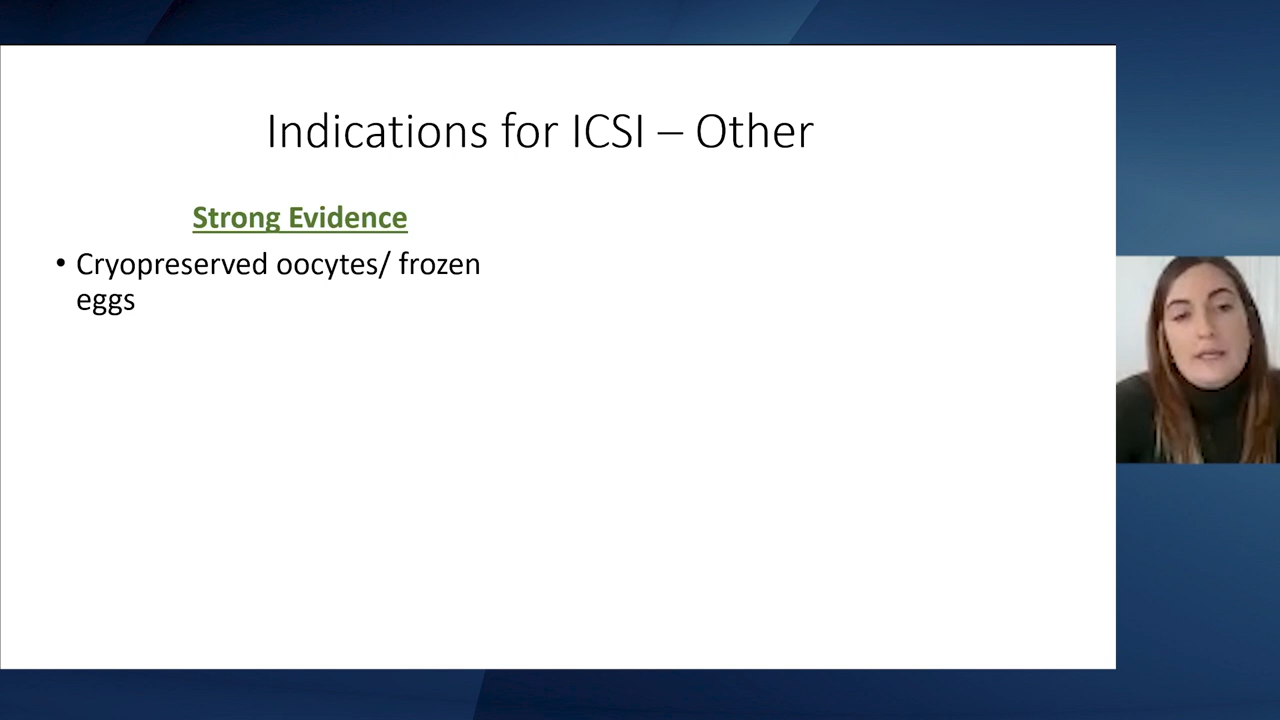 Indications for ICSI – Other
Strong Evidence
• Cryopreserved oocytes/ frozen
eggs